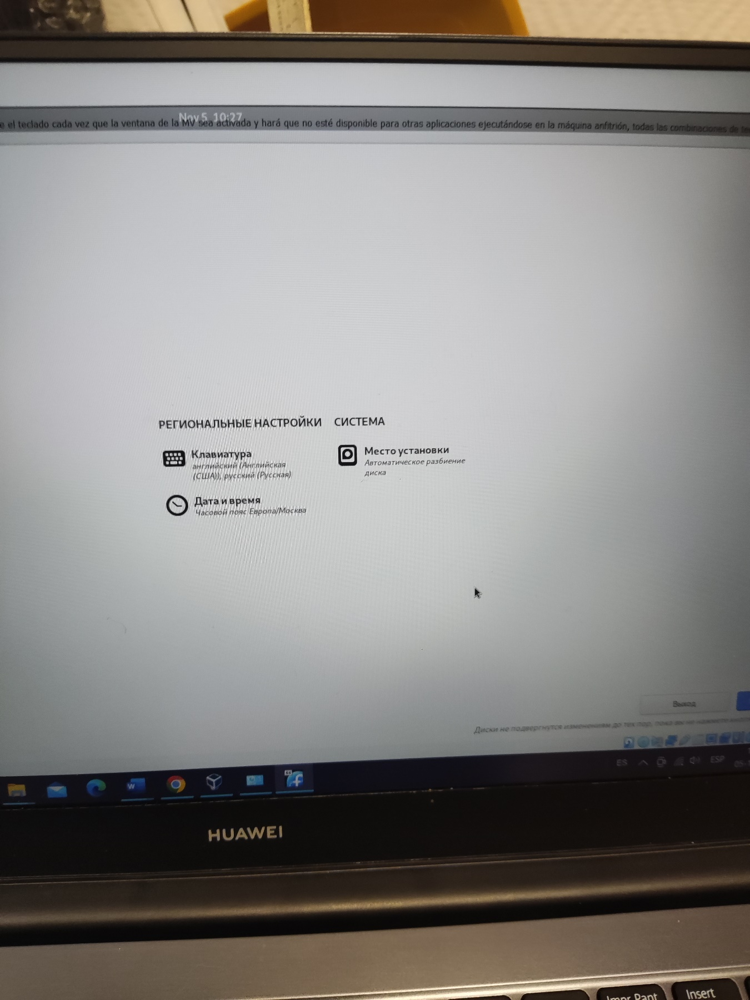 Nov 5 10:27
e el teclado cada vez que la ventana de la MV sea activada y hará que no esté disponible para otras aplicaciones ejecutándose en la máquina anfitrión, todas las combinaciones de
РЕГИОНАЛЬНЫЕ НАСТРОЙКИ СИСТЕМА
Клавиатура
английский (Английская
(США)), русский (Русская)
Дата и время
Часовой пояс Европа/Москва
Место установки
Автоматическое разбиение
диска
Выход
Диски не подвергнутся изменениям до тех пор, пока вы не нажмете
ES ESP
05-
W
HUAWEI
Impr Pant Insert